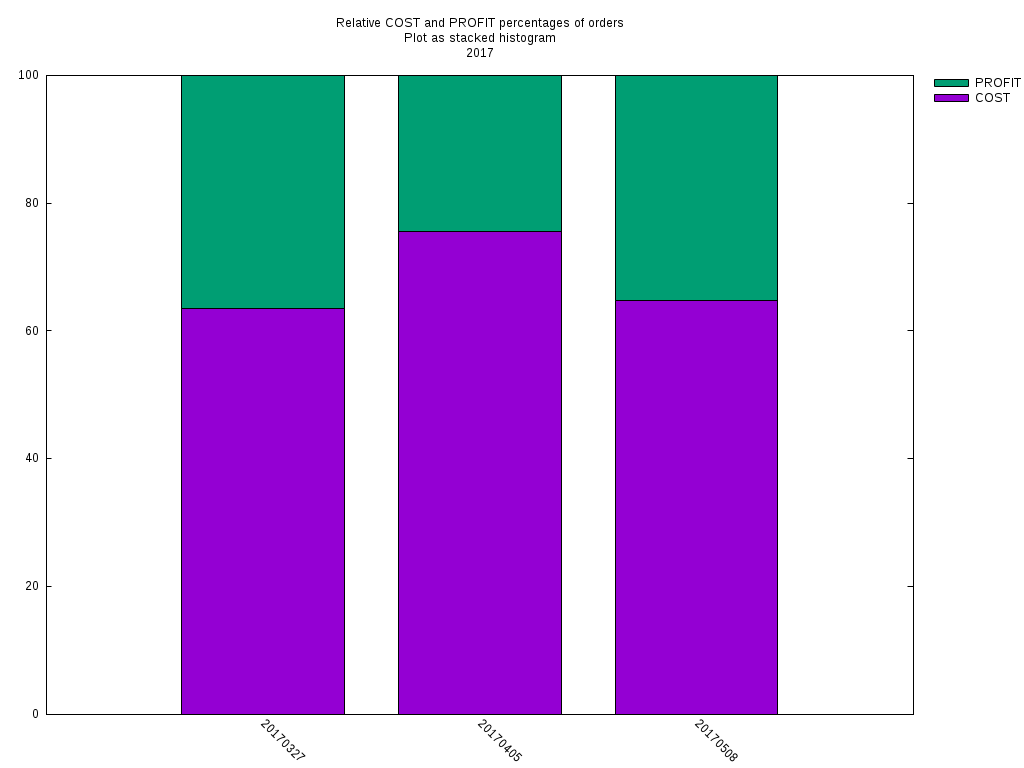 Relative COST and PROFIT percentages of orders
Plot as stacked histogram
2017
PROFIT
COST
100
80
60
40
20
0
20170327
20170405
20170508